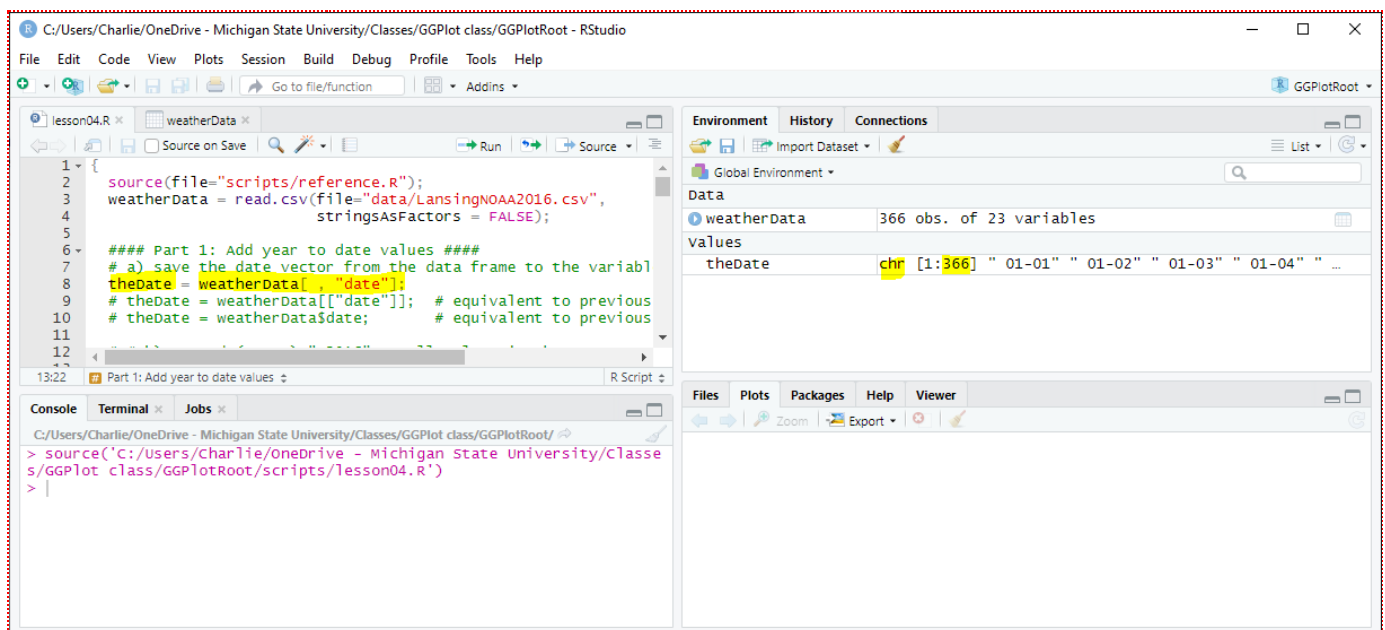 C:/Users/Charlie/OneDrive - Michigan State University/Classes/GGPlot class/GGPlotRoot - RStudio
File Edit Code View Plots Session Build Debug Profile Tools Help
Go to file/function Addins GGPlotRoot
lesson04.R weatherData
Source on Save Run Source
1 {
2 source(file="scripts/reference.R");
3 weatherData = read.csv(file="data/LansingNOAA2016.csv",
4 stringsAsFactors = FALSE);
5
6 #### Part 1: Add year to date values ####
7 # a) save the date vector from the data frame to the variabl
8 theDate = weatherData[ , "date"];
9 # theDate = weatherData[["date"]]; # equivalent to previous
10 # theDate = weatherData$date; # equivalent to previous
11
12
13:22 # Part 1: Add year to date values R Script
Console Terminal Jobs
C:/Users/Charlie/OneDrive - Michigan State University/Classes/GGPlot class/GGPlotRoot/
> source('C:/Users/Charlie/OneDrive - Michigan State University/Classe
s/GGPlot class/GGPlotRoot/scripts/lesson04.R')
>
Environment History Connections
Import Dataset List
Global Environment
Data
weatherData 366 obs. of 23 variables
Values
theDate chr [1:366] " 01-01" " 01-02" " 01-03" " 01-04" " …
Files Plots Packages Help Viewer
Zoom Export